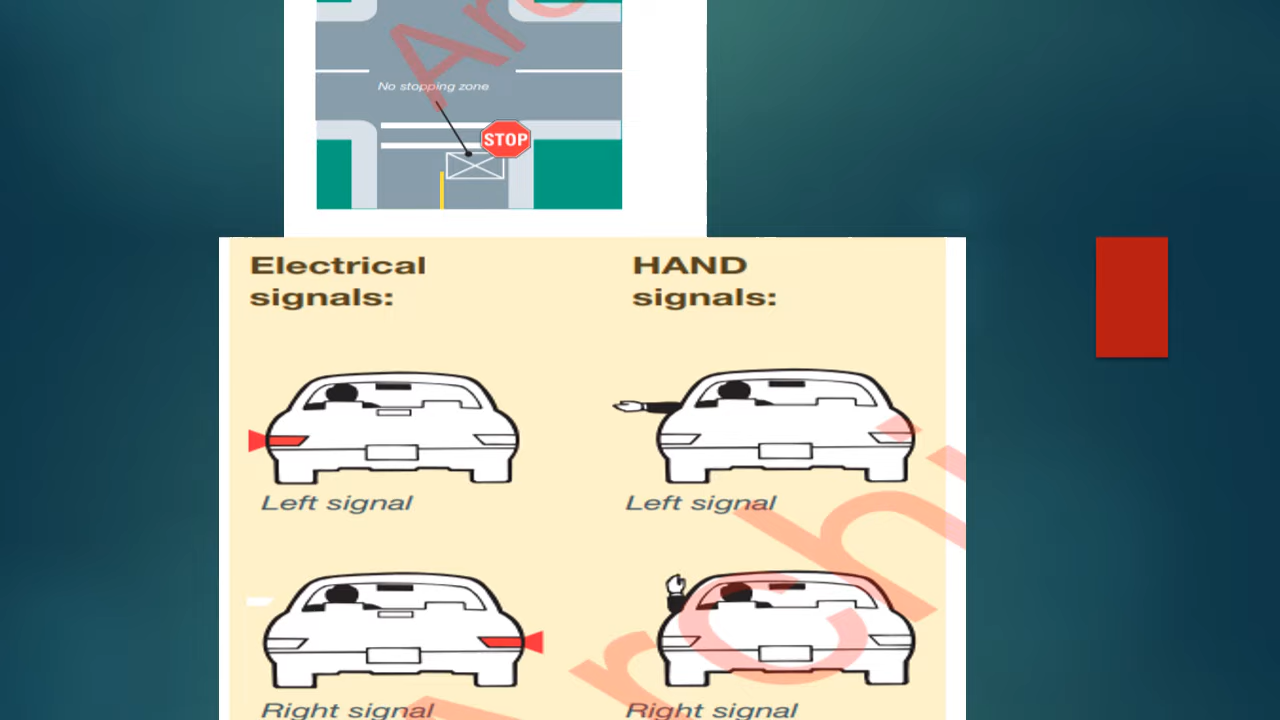 No stopping zone
STOP
Electrical
signals:
HAND
signals:
Left signal
Left signal
Right signal
Right signal